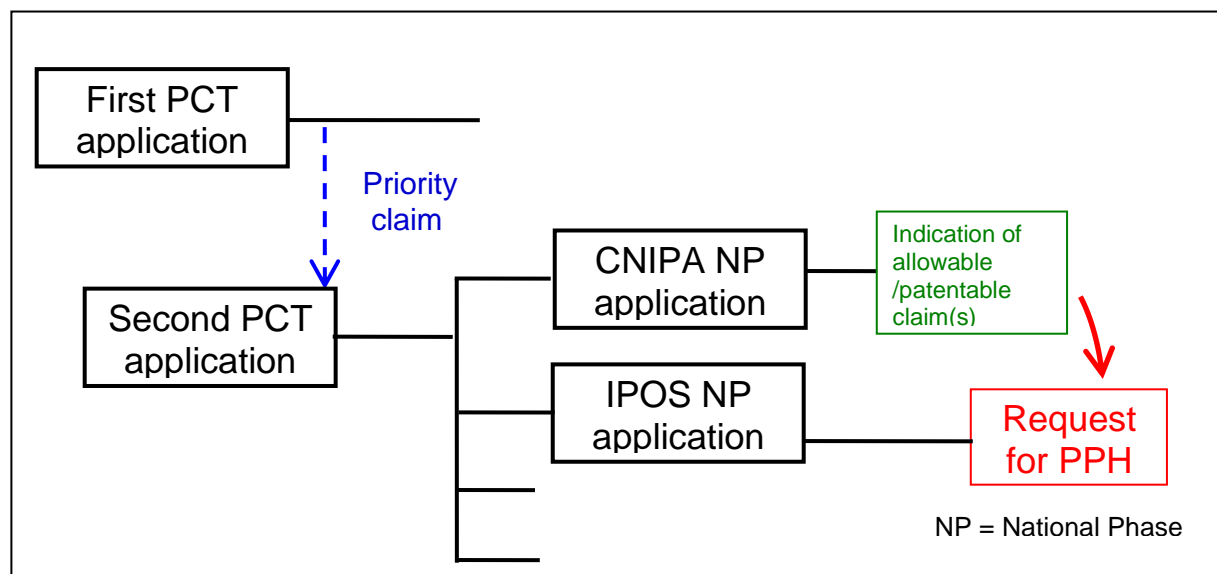 First PCT
application
Priority
claim
Second PCT
application
CNIPA NP
application
Indication of
allowable
/patentable
claim(s)
IPOS NP
application
Request
for PPH
NP = National Phase